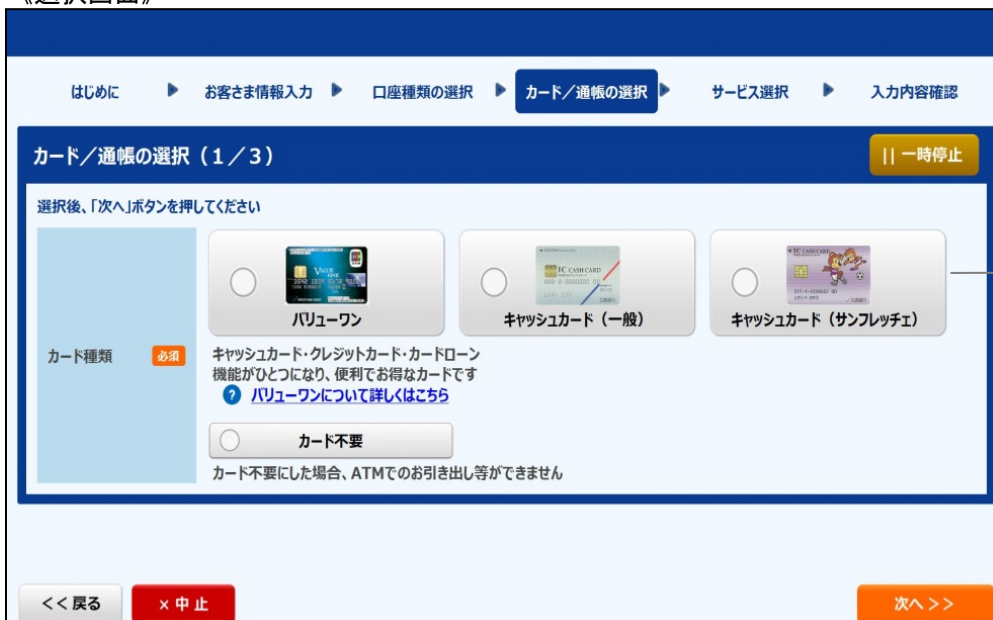 《選択画面》
はじめに
お客さま情報入力
口座種類の選択
カード／通帳の選択
サービス選択
入力内容確認
カード／通帳の選択（１／３）
|| 一時停止
選択後、「次へ」ボタンを押してください
カード種類
必須
VALUE ONE
バリューワン
IC CASH CARD
キャッシュカード（一般）
IC CASH CARD
キャッシュカード（サンフレッチェ）
キャッシュカード・クレジットカード・カードローン
機能がひとつになり、便利でお得なカードです
? バリューワンについて詳しくはこちら
カード不要
カード不要にした場合、ATMでのお引き出し等ができません
<<戻る
×中止
次へ>>